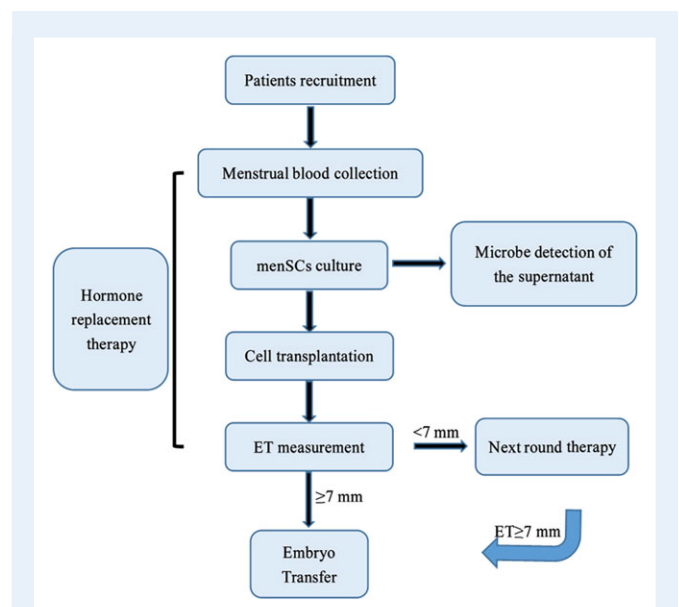 Patients recruitment
Menstrual blood collection
menSCs culture
Microbe detection of
the supernatant
Hormone
replacement
therapy
Cell transplantation
ET measurement
<7 mm
Next round therapy
≥7 mm
ET≥7 mm
Embryo
Transfer